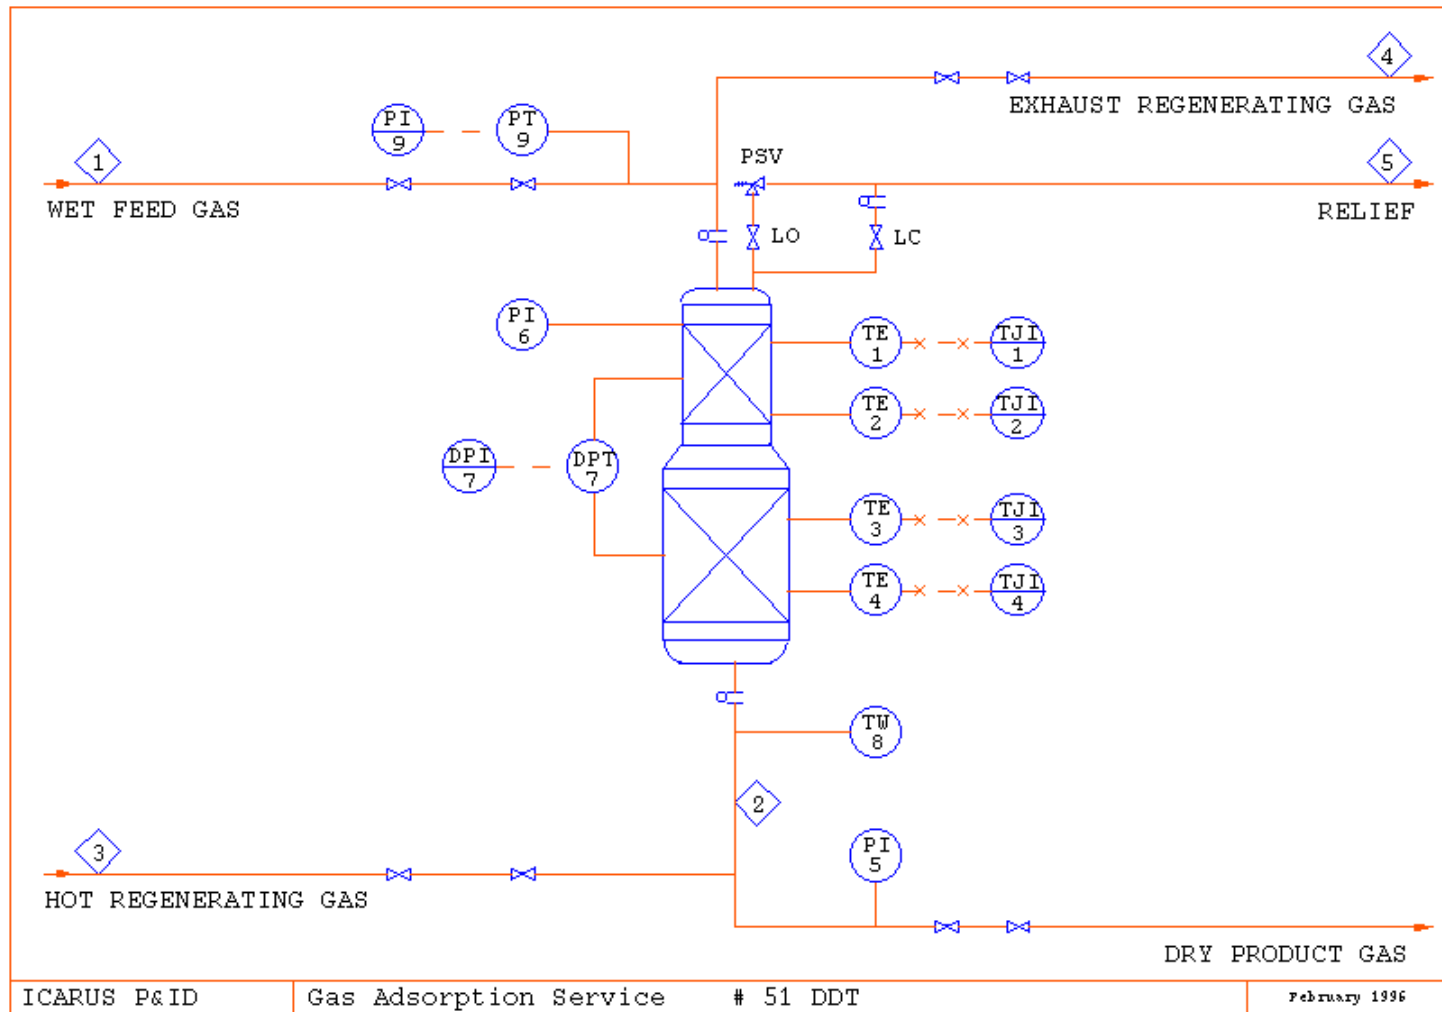 4
EXHAUST REGENERATING GAS
PI
9
PT
9
1
WET FEED GAS
PSV
5
RELIEF
LO
LC
PI
6
TE
1
TJI
1
TE
2
TJI
2
DPI
7
DPT
7
TE
3
TJI
3
TE
4
TJI
4
TW
8
2
3
HOT REGENERATING GAS
PI
5
DRY PRODUCT GAS
ICARUS P&ID
Gas Adsorption Service # 51 DDT
February 1996